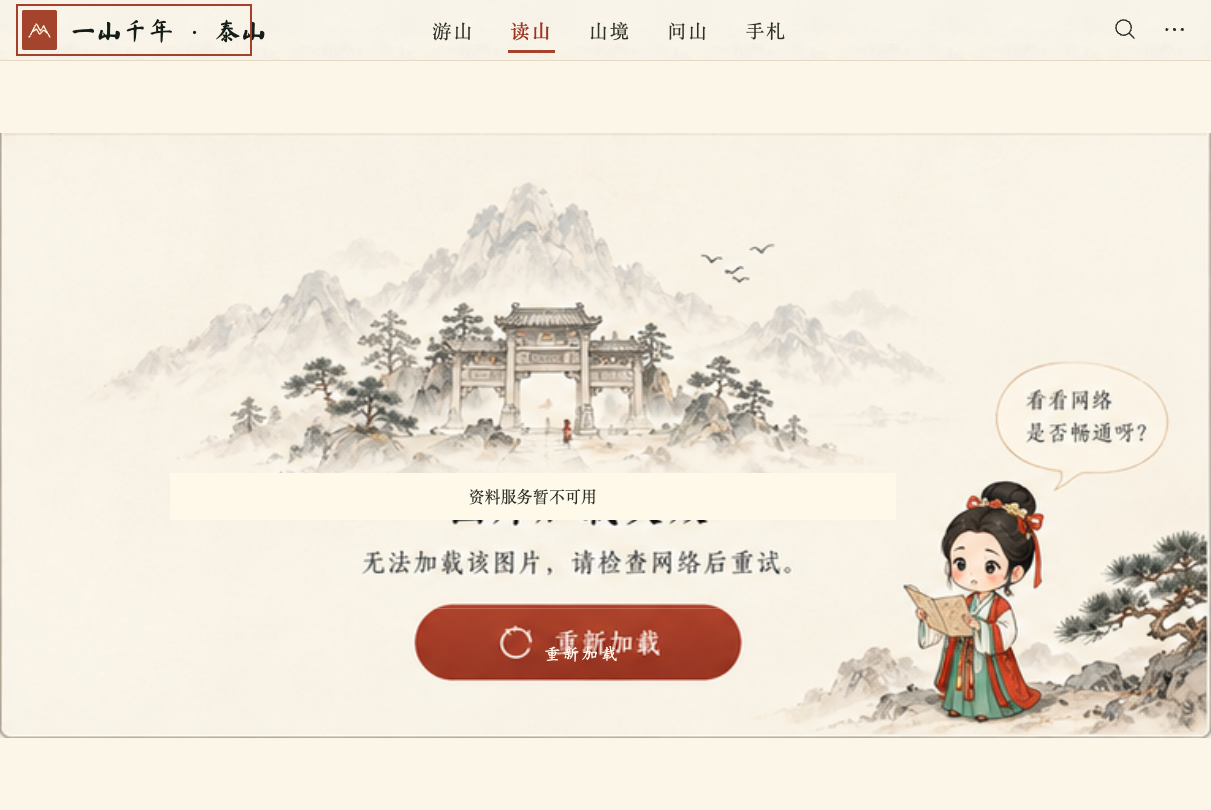 一山千年 · 泰山
游山 读山 山境 问山 手札
看看网络
是否畅通呀？
资料服务暂不可用
无法加载该图片，请检查网络后重试。
重新加载
重新加载